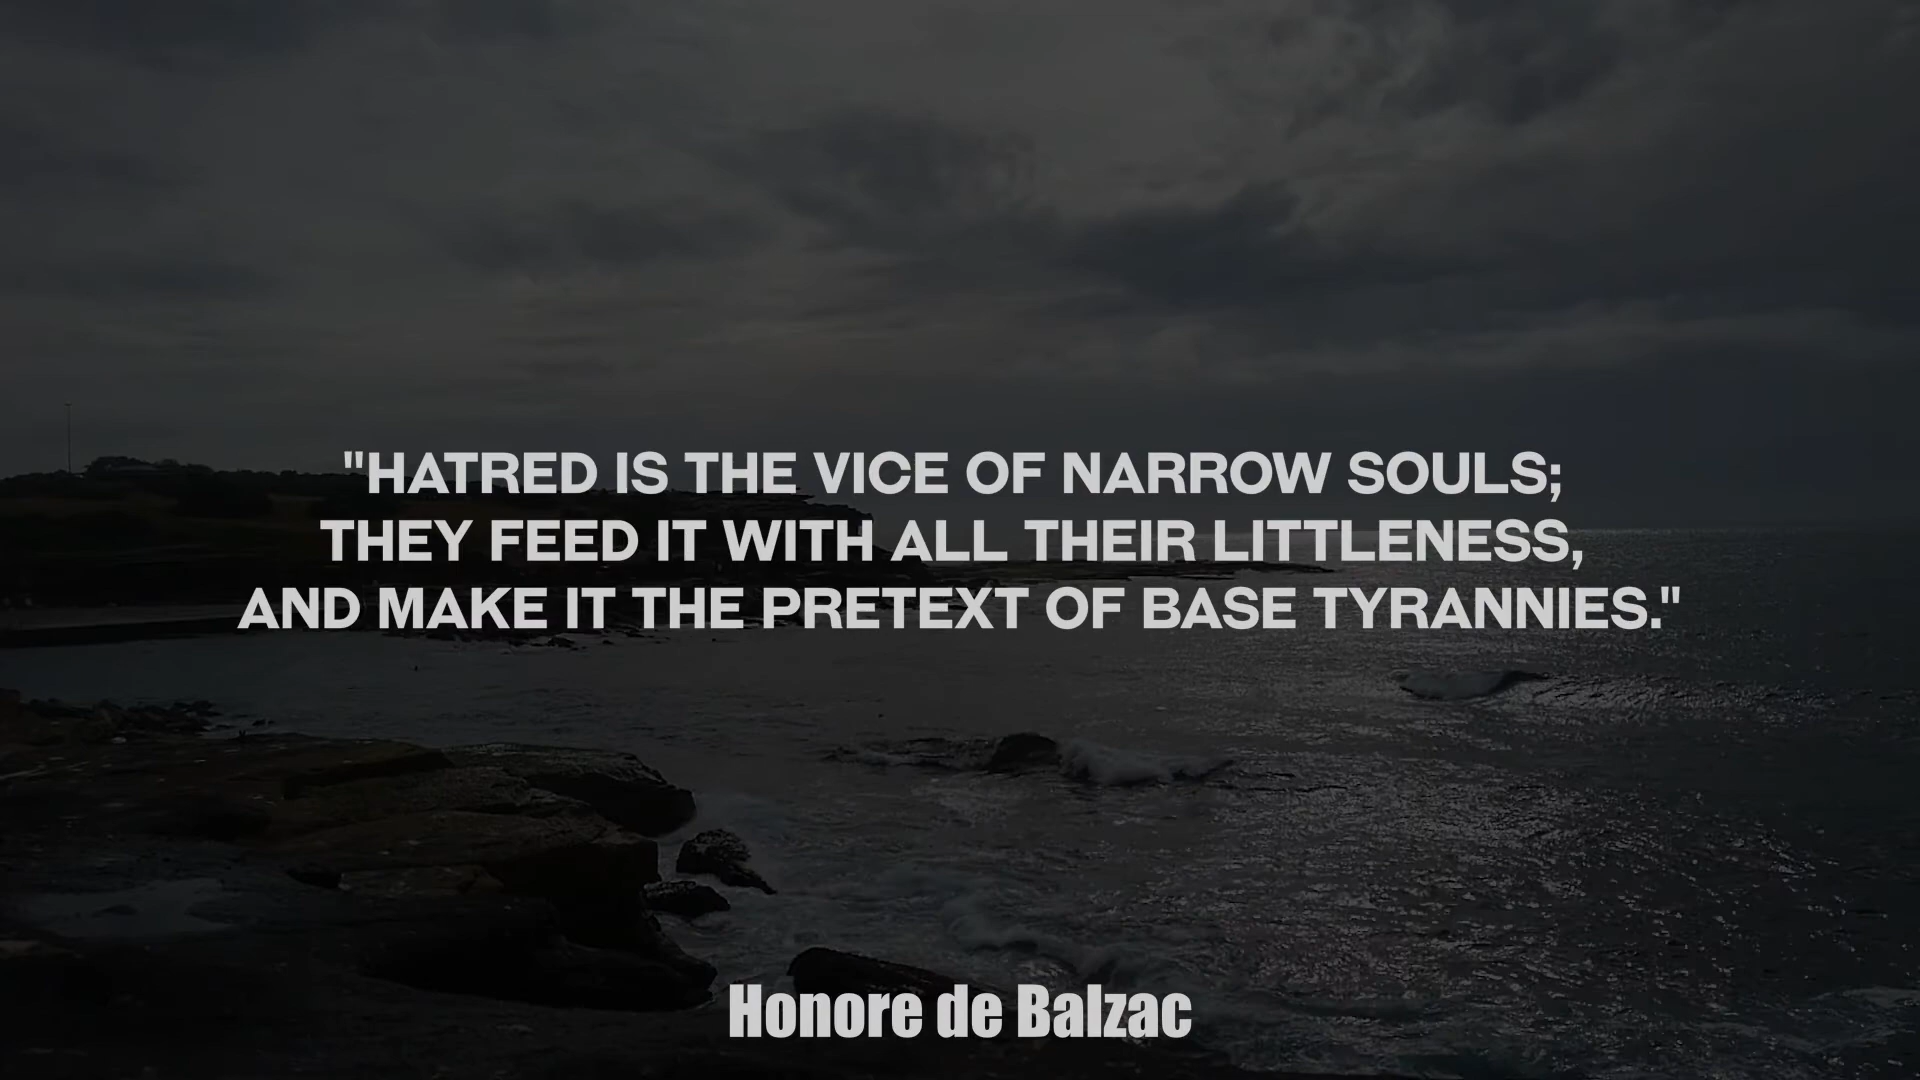 "HATRED IS THE VICE OF NARROW SOULS;
THEY FEED IT WITH ALL THEIR LITTLENESS,
AND MAKE IT THE PRETEXT OF BASE TYRANNIES."
Honore de Balzac